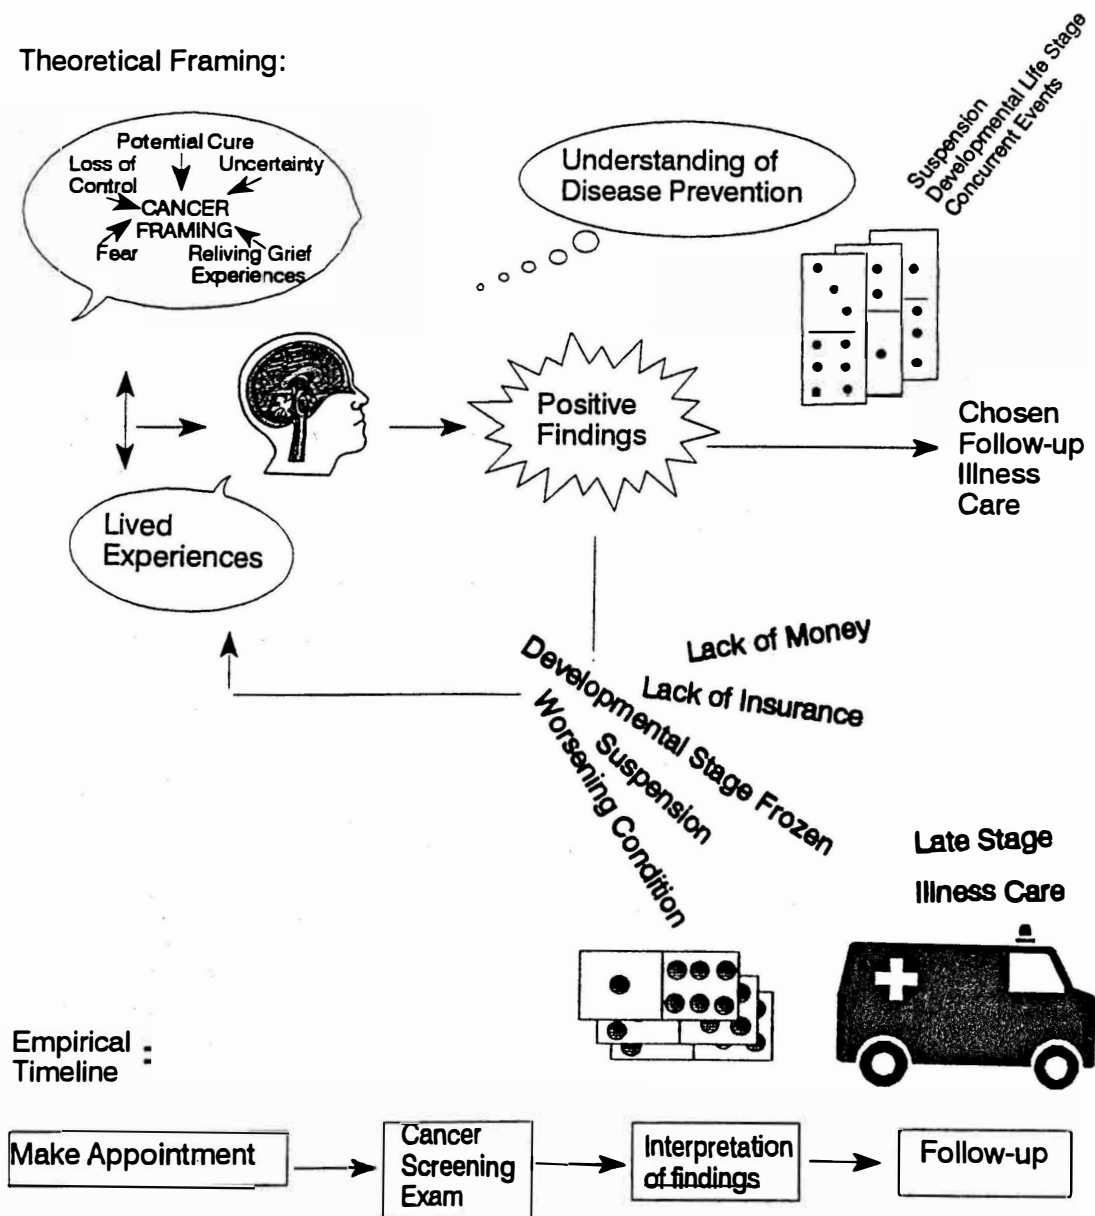 Theoretical Framing:
Potential Cure
Loss of
Control
Uncertainty
CANCER
FRAMING
Fear
Reliving Grief
Experiences
Understanding of
Disease Prevention
Suspension
Developmental Life Stage
Concurrent Events
Positive
Findings
Chosen
Follow-up
Illness
Care
Lived
Experiences
Lack of Money
Lack of Insurance
Developmental Stage Frozen
Suspension
Worsening Condition
Late Stage
Illness Care
Empirical
Timeline :
Make Appointment
Cancer
Screening
Exam
Interpretation
of findings
Follow-up